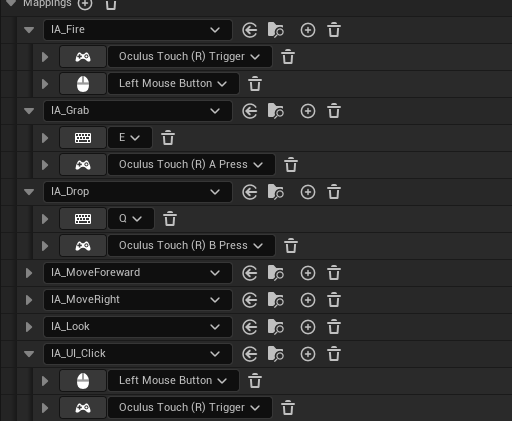 Mappings
IA_Fire
Oculus Touch (R) Trigger
Left Mouse Button
IA_Grab
E
Oculus Touch (R) A Press
IA_Drop
Q
Oculus Touch (R) B Press
IA_MoveForeward
IA_MoveRight
IA_Look
IA_UI_Click
Left Mouse Button
Oculus Touch (R) Trigger